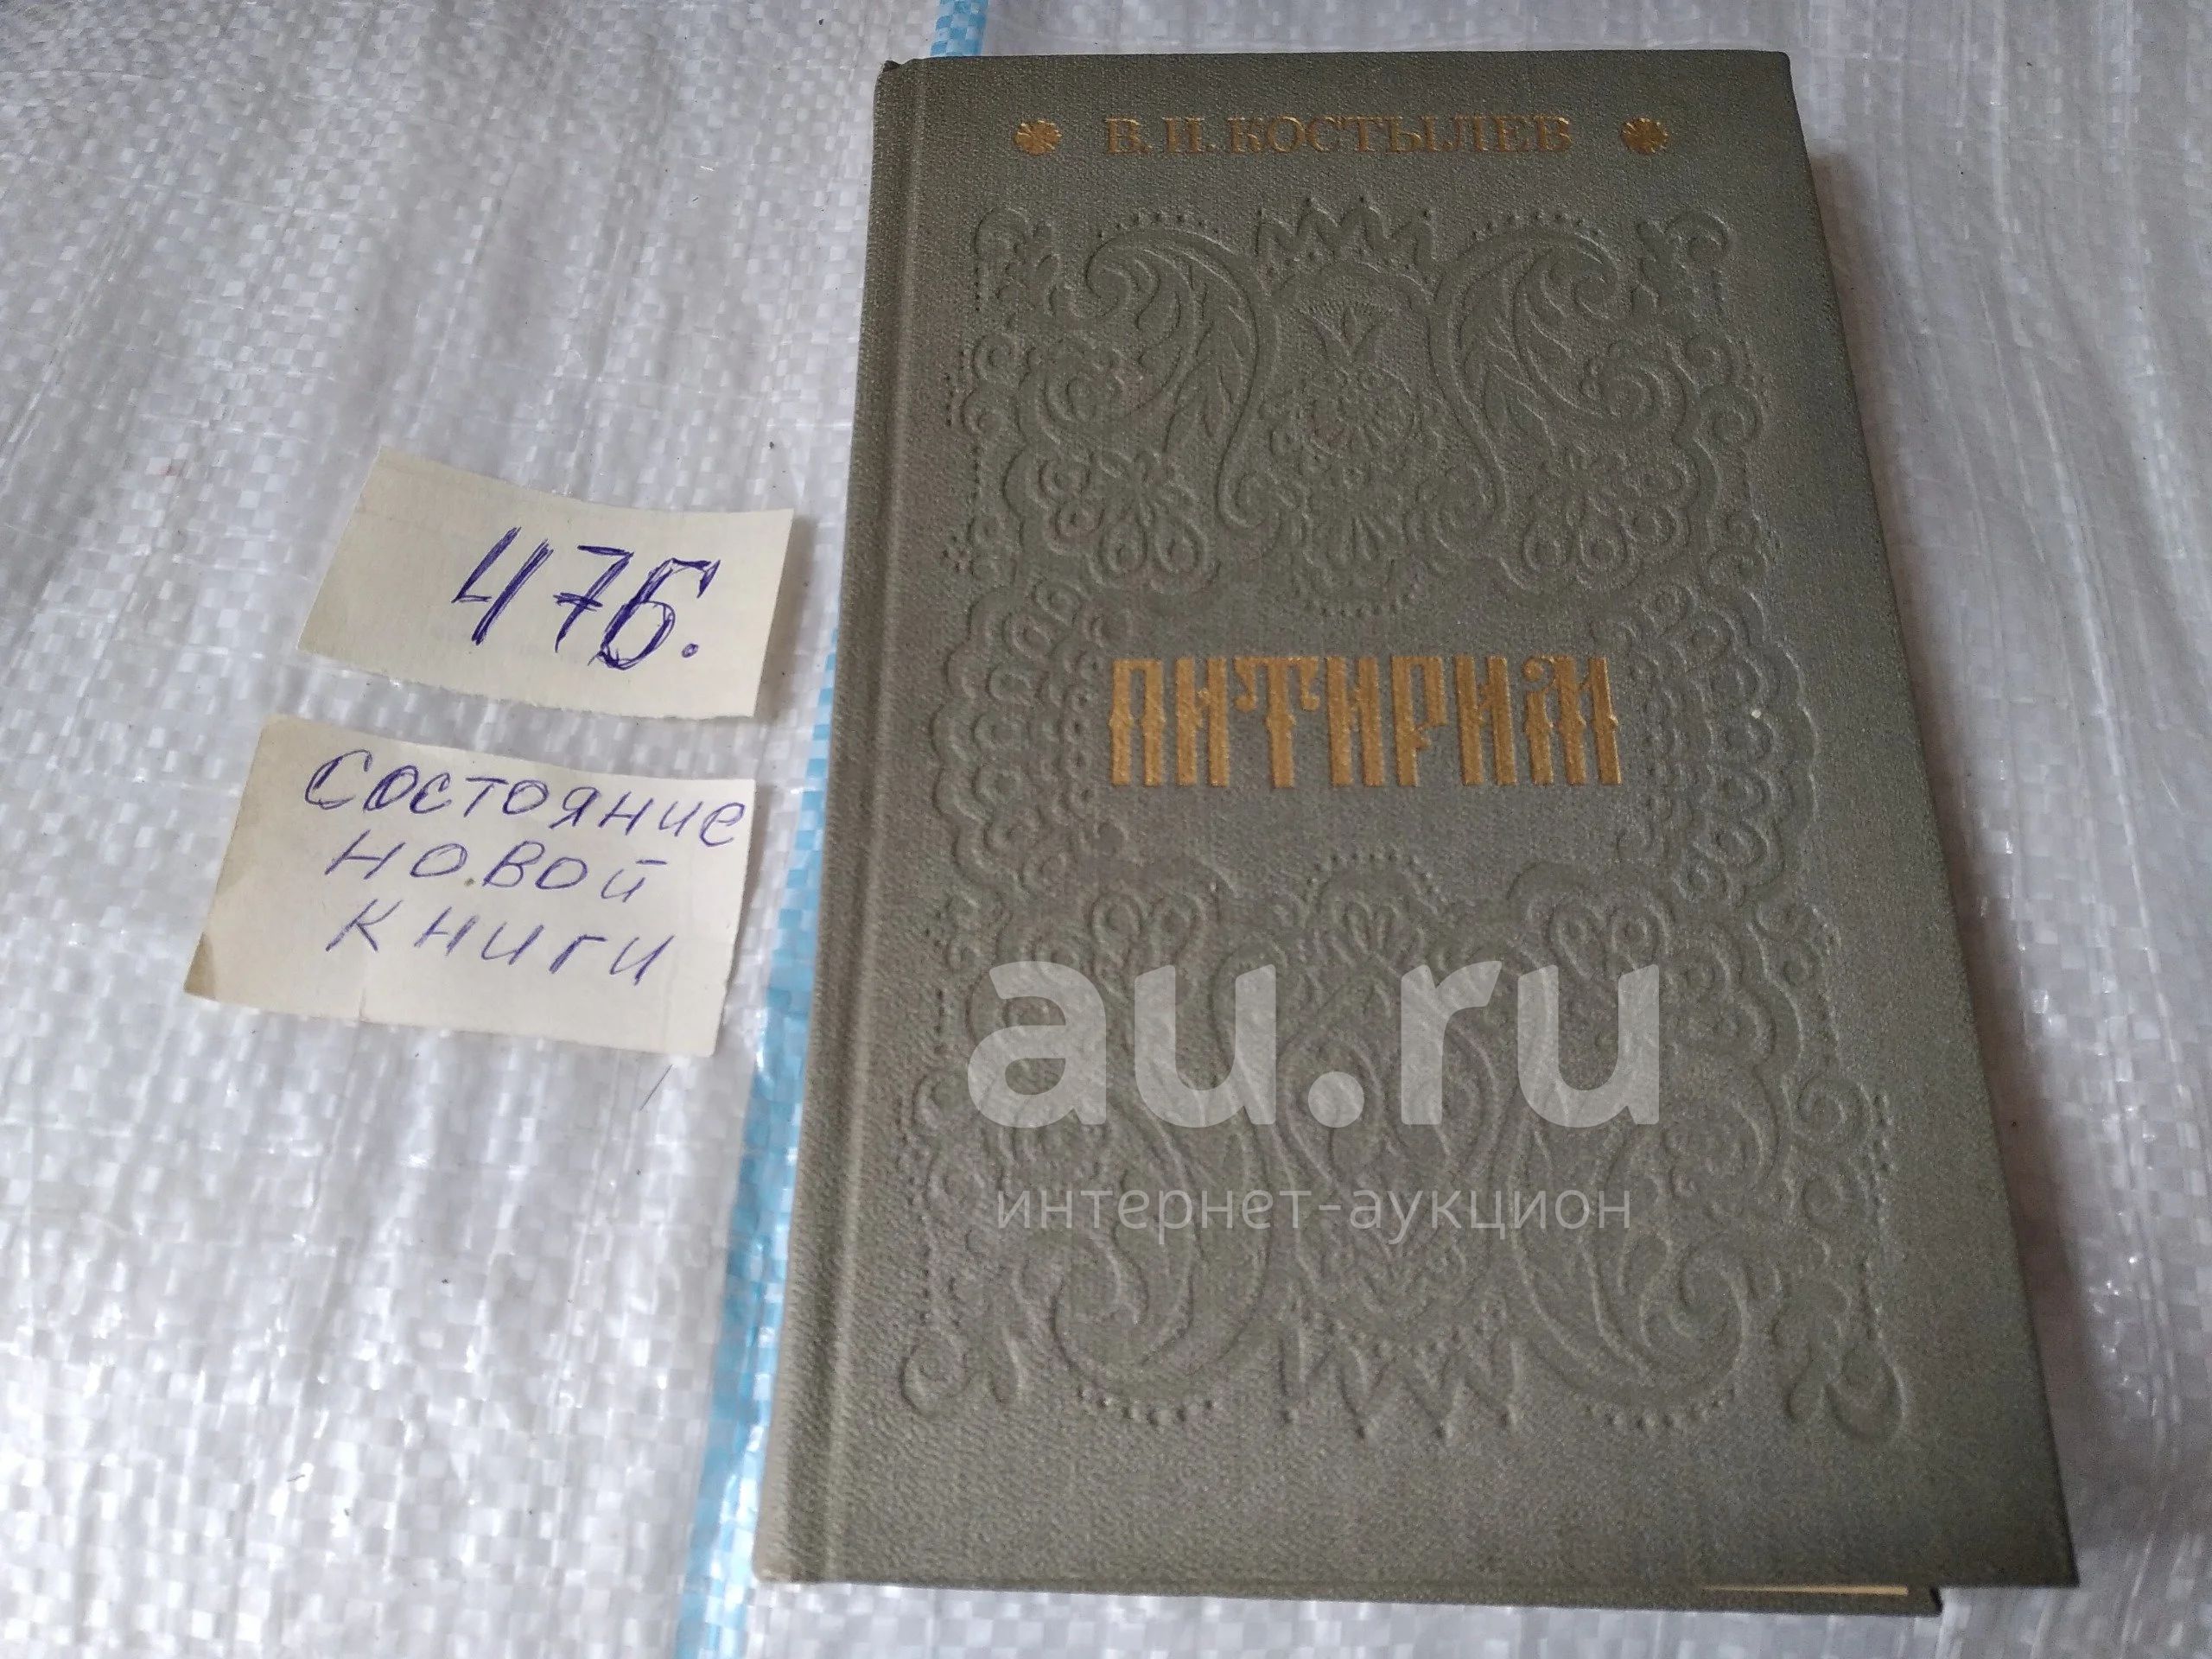 В. И. КОСТЫЛЕВ
ПИТИРИМ
476.
Состояние
новой
книги
au.ru
интернет-аукцион